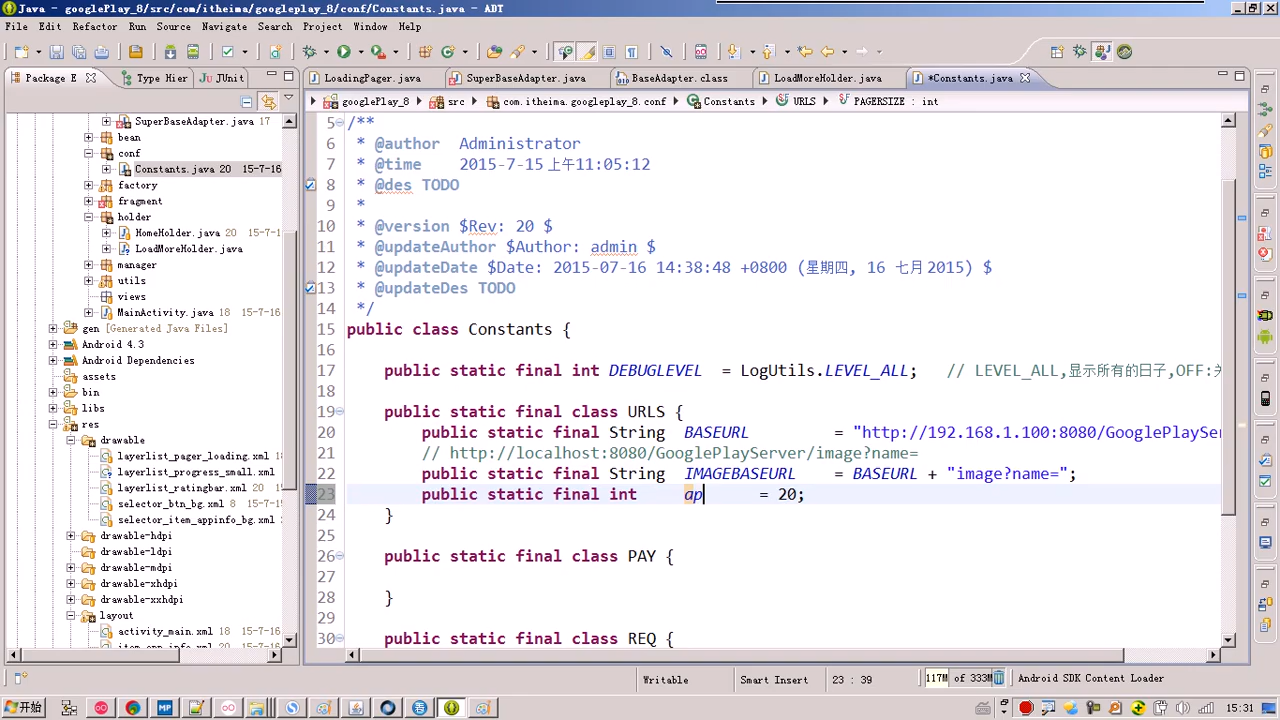 Java - googlePlay_8/src/com/itheima/googleplay_8/conf/Constants.java - ADT
File Edit Refactor Run Source Navigate Search Project Window Help
Package E Type Hier JUnit
LoadingPager.java SuperBaseAdapter.java BaseAdapter.class LoadMoreHolder.java *Constants.java
googlePlay_8 src com.itheima.googleplay_8.conf Constants URLS PAGERSIZE : int
SuperBaseAdapter.java 17
bean
conf
Constants.java 20 15-7-16
factory
fragment
holder
HomeHolder.java 20 15-7-1
LoadMoreHolder.java
manager
utils
views
MainActivity.java 18 15-7-16
gen [Generated Java Files]
Android 4.3
Android Dependencies
assets
bin
libs
res
drawable
layerlist_pager_loading.xml
layerlist_progress_small.xml
layerlist_ratingbar.xml
selector_btn_bg.xml
selector_item_appinfo_bg.xml
drawable-hdpi
drawable-ldpi
drawable-mdpi
drawable-xhdpi
drawable-xxhdpi
layout
activity_main.xml 18 15-7-16
item_app_info.xml 20 15-7-
5 /**
6 * @author Administrator
7 * @time 2015-7-15 上午11:05:12
8 * @des TODO
9 *
10 * @version $Rev: 20 $
11 * @updateAuthor $Author: admin $
12 * @updateDate $Date: 2015-07-16 14:38:48 +0800 (星期四, 16 七月 2015) $
13 * @updateDes TODO
14 */
15 public class Constants {
16
17 public static final int DEBUGLEVEL = LogUtils.LEVEL_ALL; // LEVEL_ALL,显示所有的日子,OFF:关
18
19 public static final class URLS {
20 public static final String BASEURL = "http://192.168.1.100:8080/GooglePlaySer
21 // http://localhost:8080/GooglePlayServer/image?name=
22 public static final String IMAGEBASEURL = BASEURL + "image?name=";
23 public static final int ap = 20;
24 }
25
26 public static final class PAY {
27
28 }
29
30 public static final class REQ {
Writable Smart Insert 23 : 39 117M of 333M Android SDK Content Loader
开始 15:31